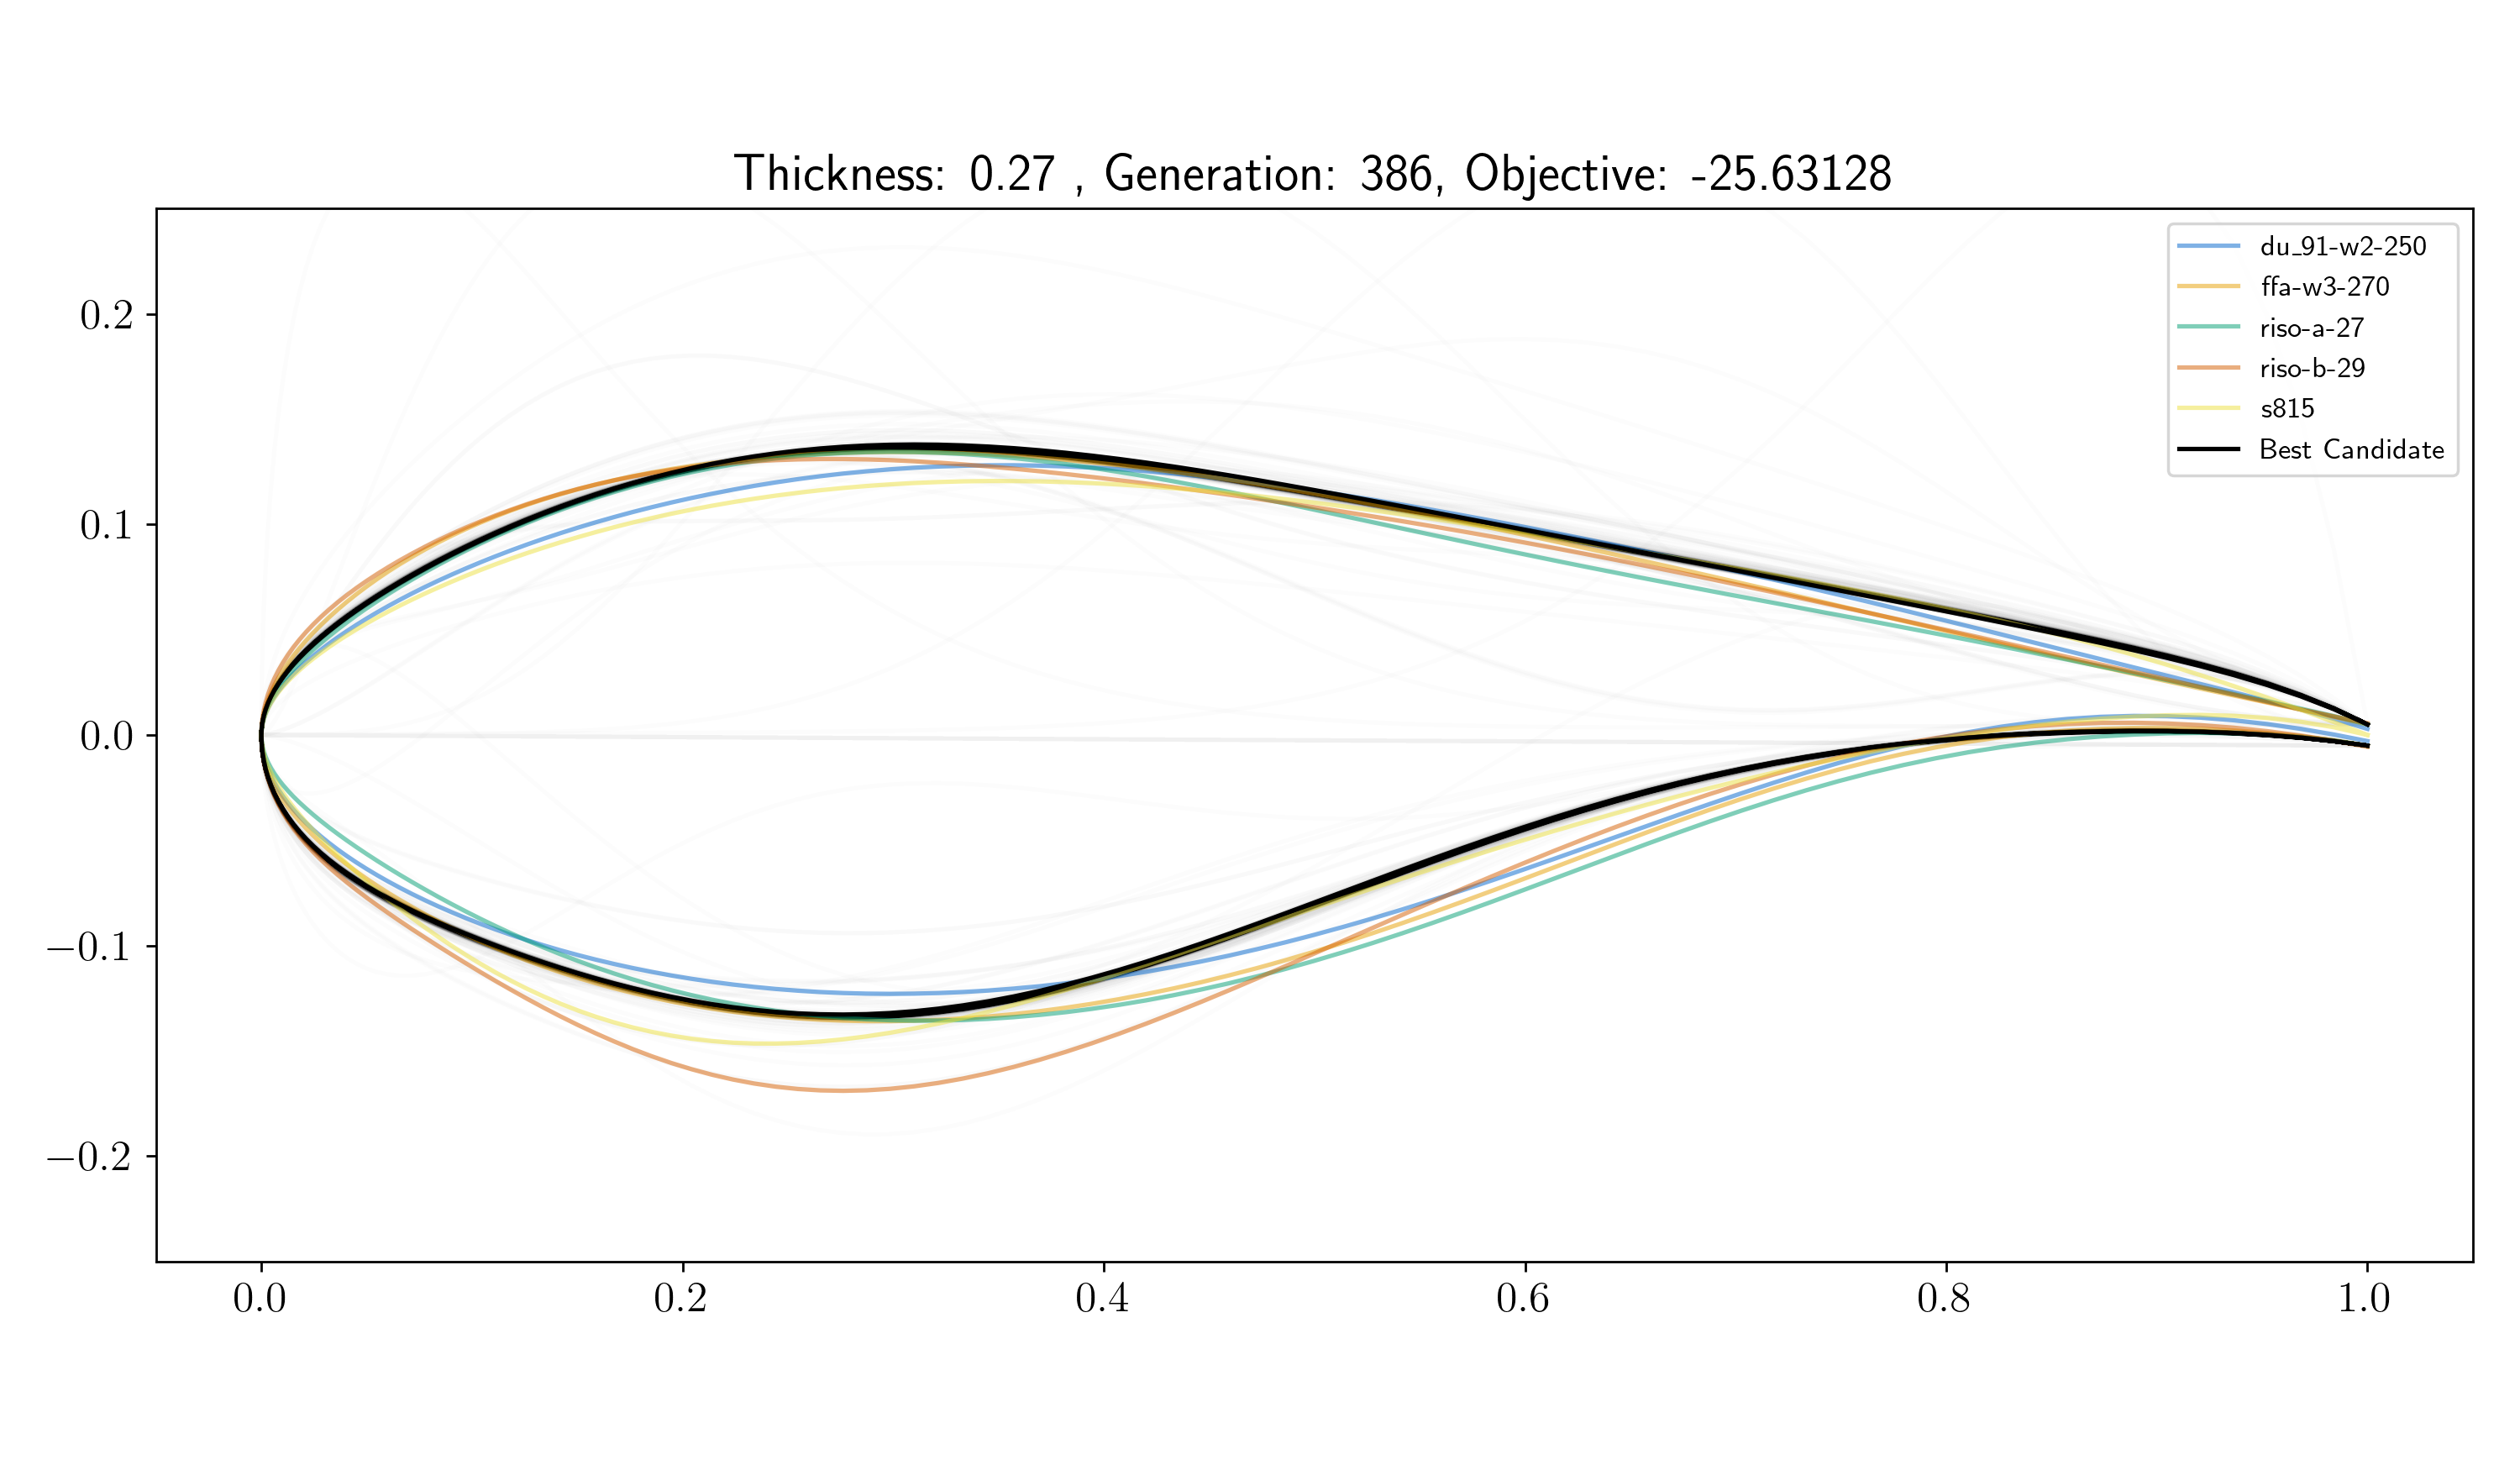 Thickness: 0.27 , Generation: 386, Objective: -25.63128
du_91-w2-250
ffa-w3-270
riso-a-27
riso-b-29
s815
Best Candidate
0.2
0.1
0.0
−0.1
−0.2
0.0 0.2 0.4 0.6 0.8 1.0